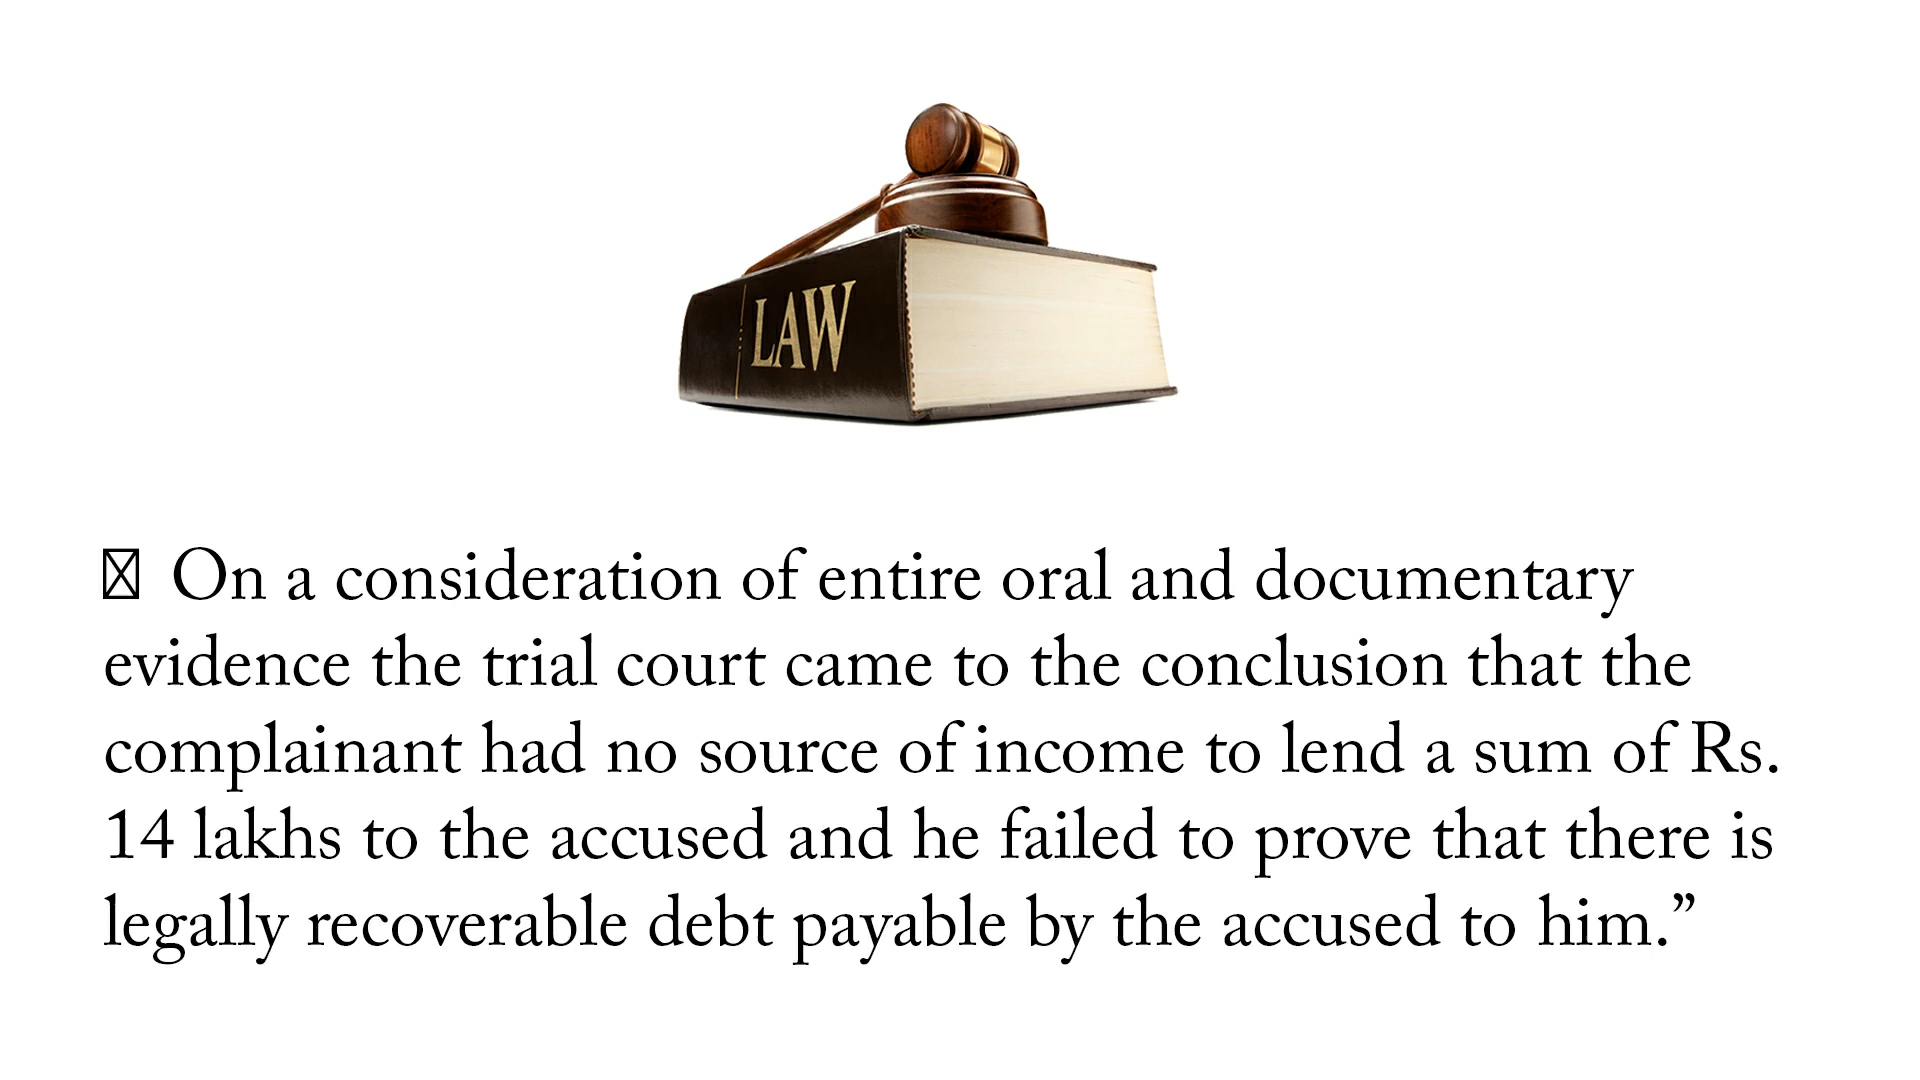 LAW
On a consideration of entire oral and documentary
evidence the trial court came to the conclusion that the
complainant had no source of income to lend a sum of Rs.
14 lakhs to the accused and he failed to prove that there is
legally recoverable debt payable by the accused to him.”